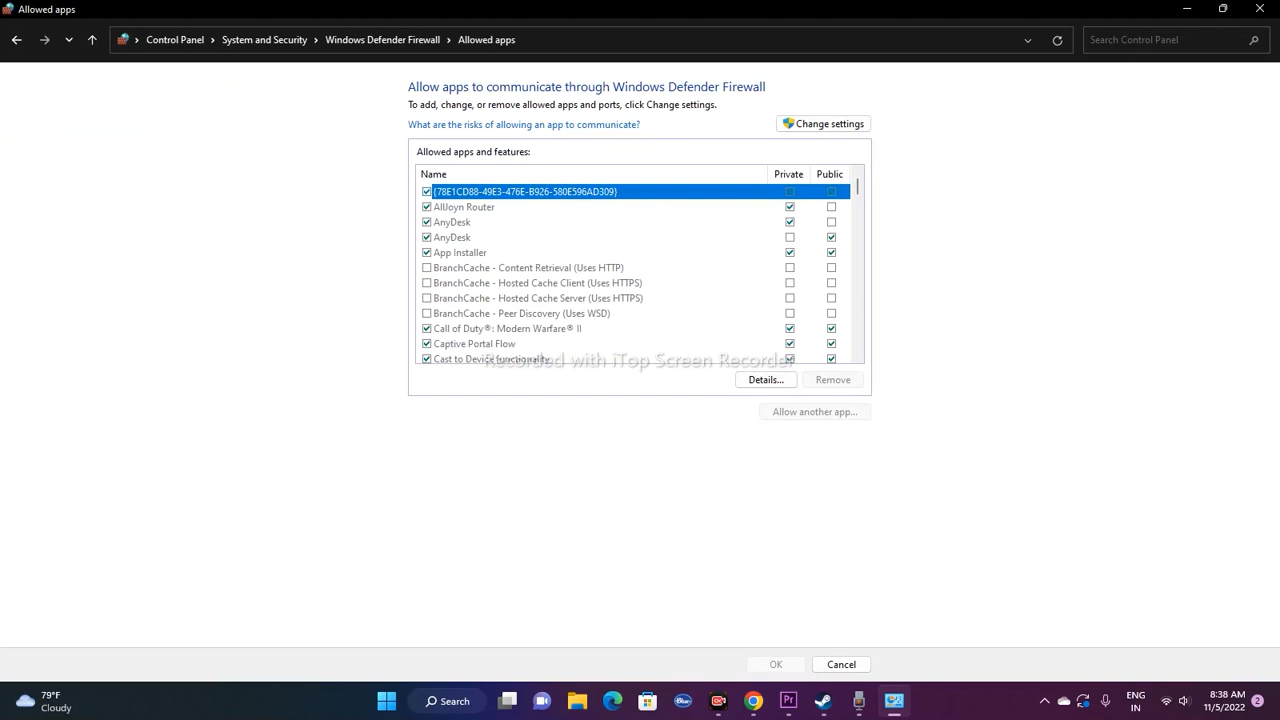 Allowed apps
Control Panel > System and Security > Windows Defender Firewall > Allowed apps
Search Control Panel
Allow apps to communicate through Windows Defender Firewall
To add, change, or remove allowed apps and ports, click Change settings.
What are the risks of allowing an app to communicate?
Change settings
Allowed apps and features:
Name Private Public
{78E1CD88-49E3-476E-B926-580E596AD309}
AllJoyn Router
AnyDesk
AnyDesk
App Installer
BranchCache - Content Retrieval (Uses HTTP)
BranchCache - Hosted Cache Client (Uses HTTPS)
BranchCache - Hosted Cache Server (Uses HTTPS)
BranchCache - Peer Discovery (Uses WSD)
Call of Duty®: Modern Warfare® II
Captive Portal Flow
Cast to Device functionality
Recorded with iTop Screen Recorder
Details... Remove
Allow another app...
OK Cancel
79°F
Cloudy
Search
Blue
Pr
ENG
IN
8:38 AM
11/5/2022
2